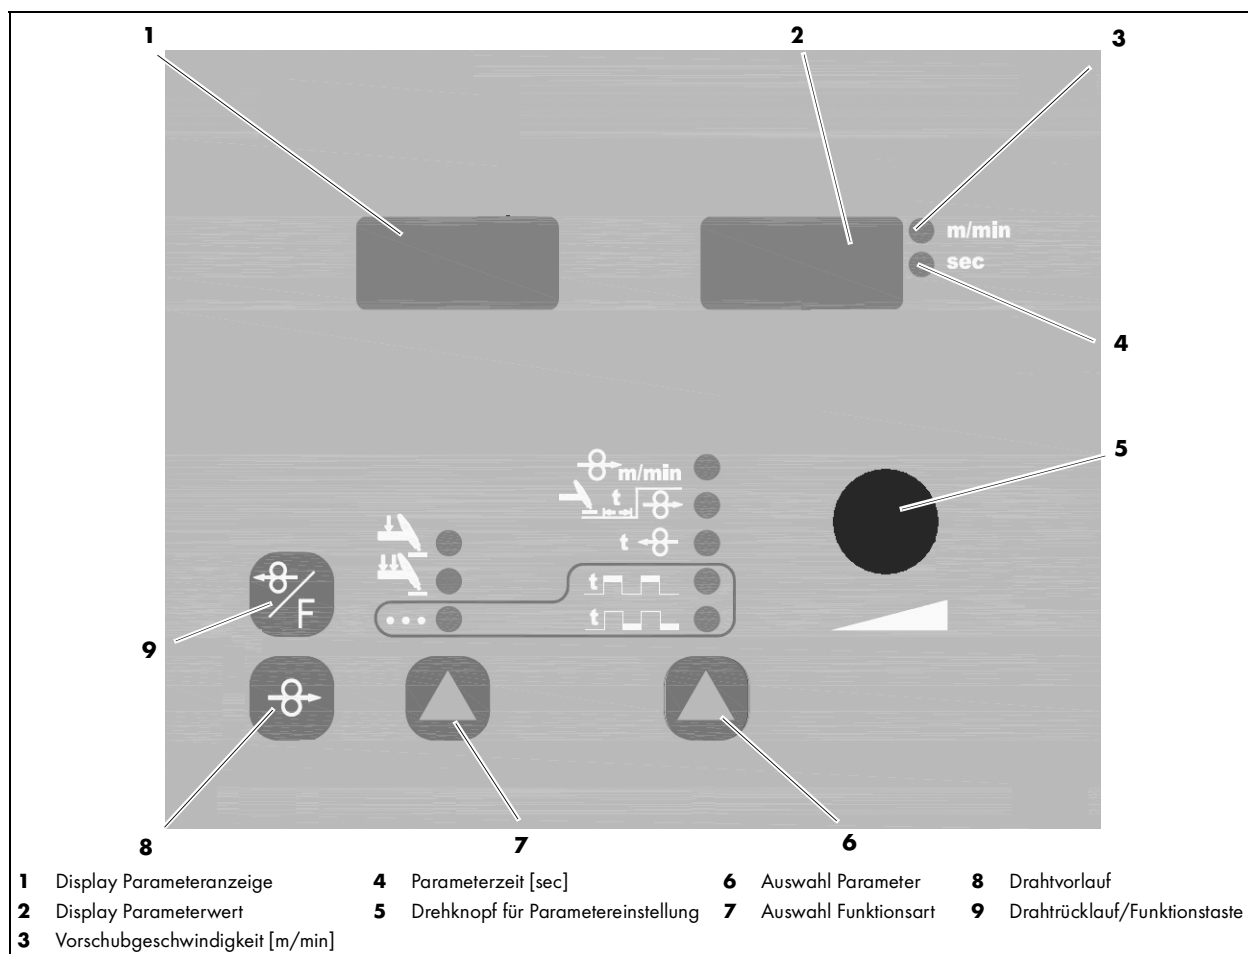 1
2
3
m/min
sec
4
5
m/min
t
t
t
F
t
9
8
7
6
1 Display Parameteranzeige
2 Display Parameterwert
3 Vorschubgeschwindigkeit [m/min]
4 Parameterzeit [sec]
5 Drehknopf für Parametereinstellung
6 Auswahl Parameter
7 Auswahl Funktionsart
8 Drahtvorlauf
9 Drahtrücklauf/Funktionstaste